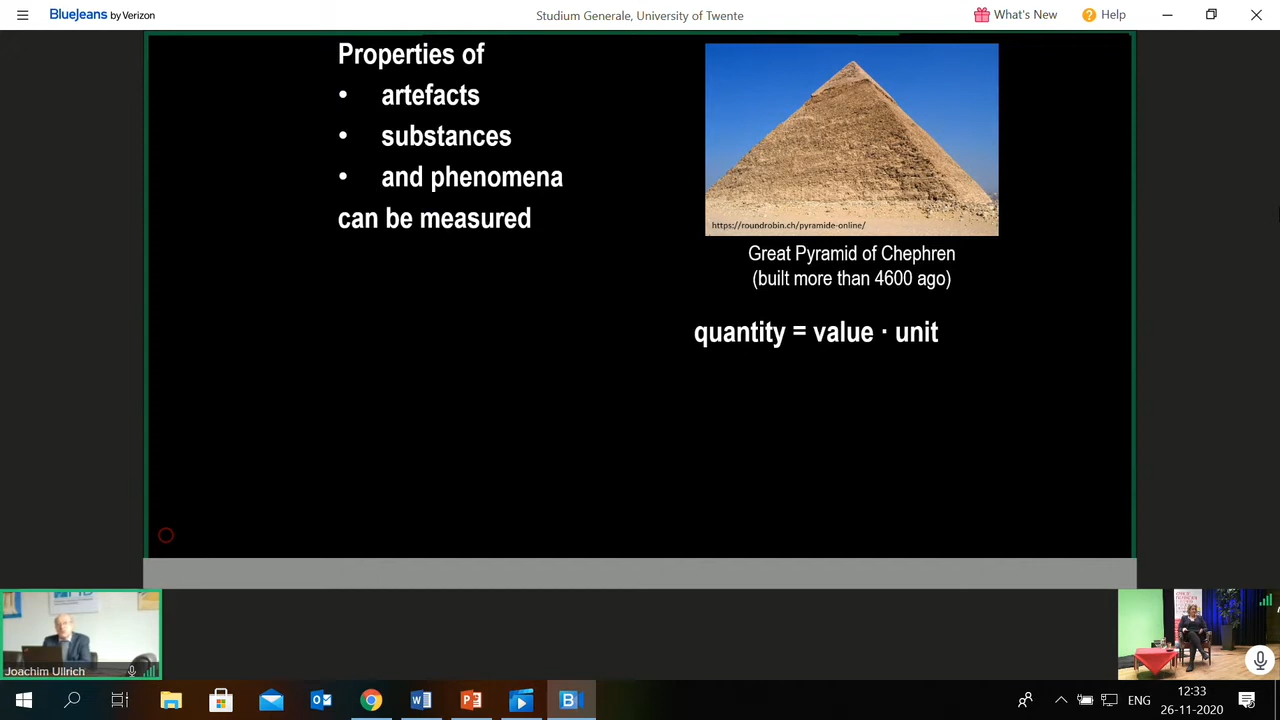 BlueJeans by Verizon
Studium Generale, University of Twente
What's New
Help
Properties of
• artefacts
• substances
• and phenomena
can be measured
https://roundrobin.ch/pyramide-online/
Great Pyramid of Chephren
(built more than 4600 ago)
quantity = value · unit
Joachim Ullrich
ENG
12:33
26-11-2020